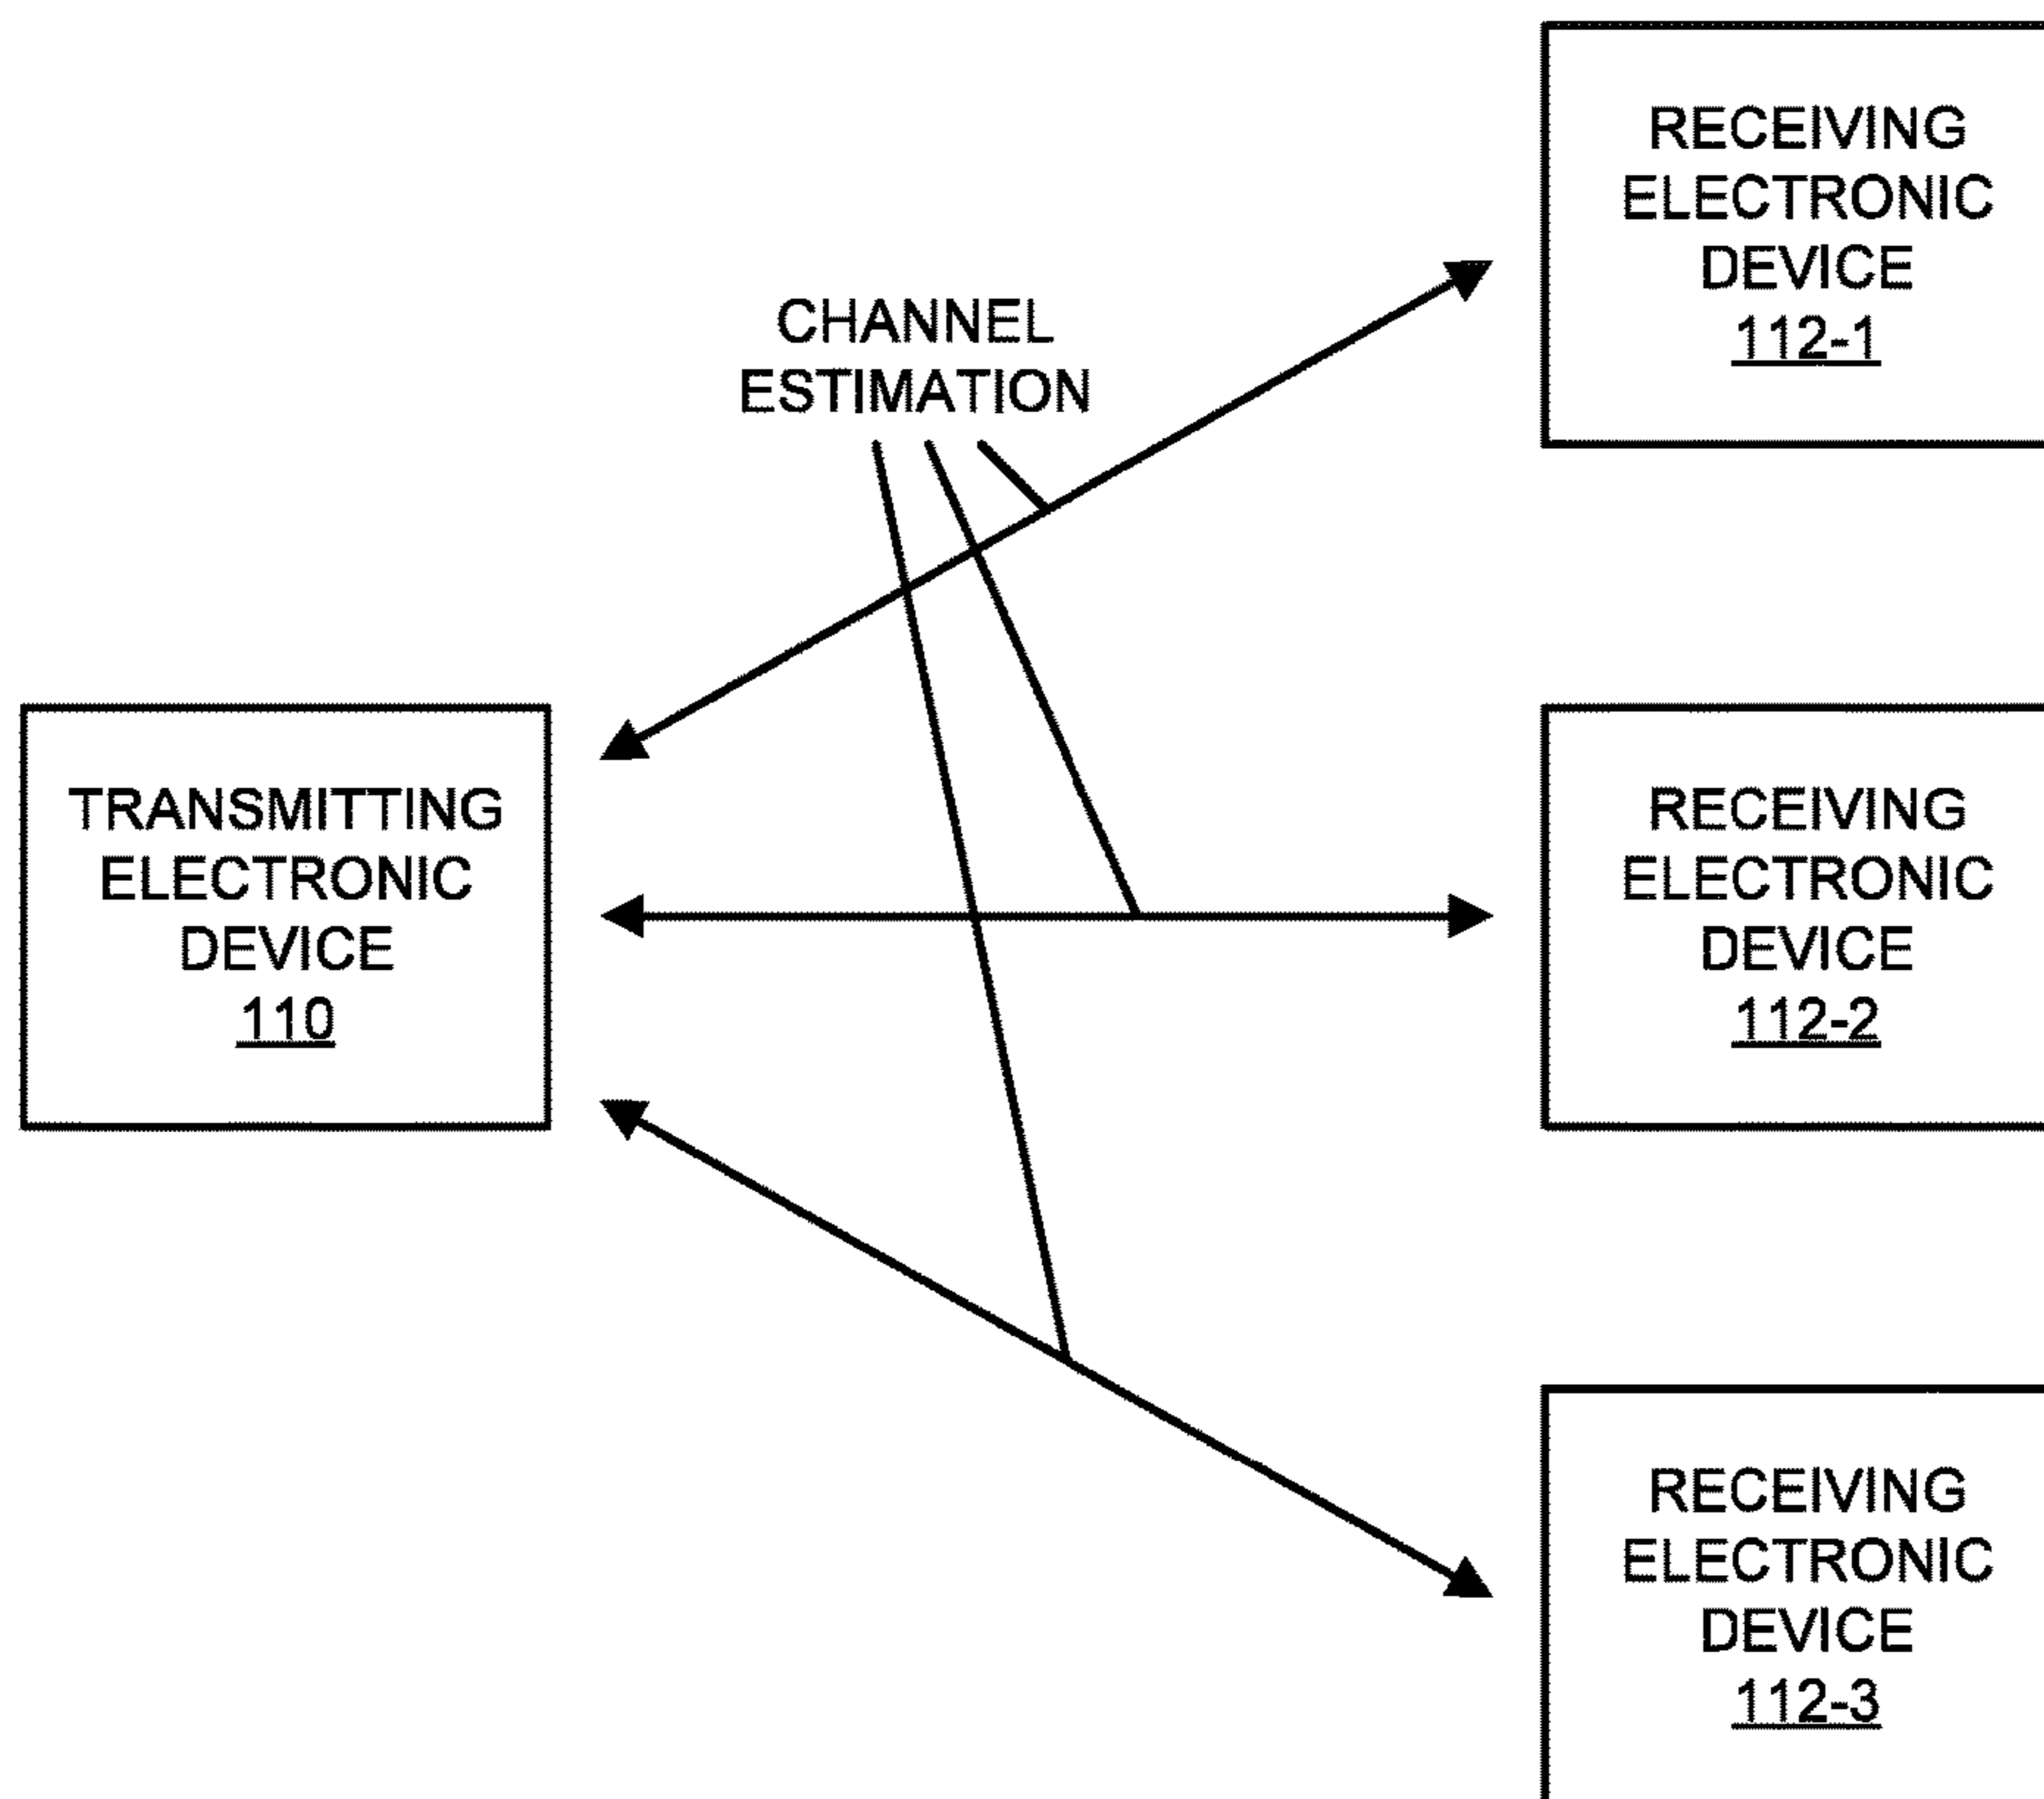 RECEIVING
ELECTRONIC
DEVICE
112-1
CHANNEL
ESTIMATION
TRANSMITTING
ELECTRONIC
DEVICE
110
RECEIVING
ELECTRONIC
DEVICE
112-2
RECEIVING
ELECTRONIC
DEVICE
112-3